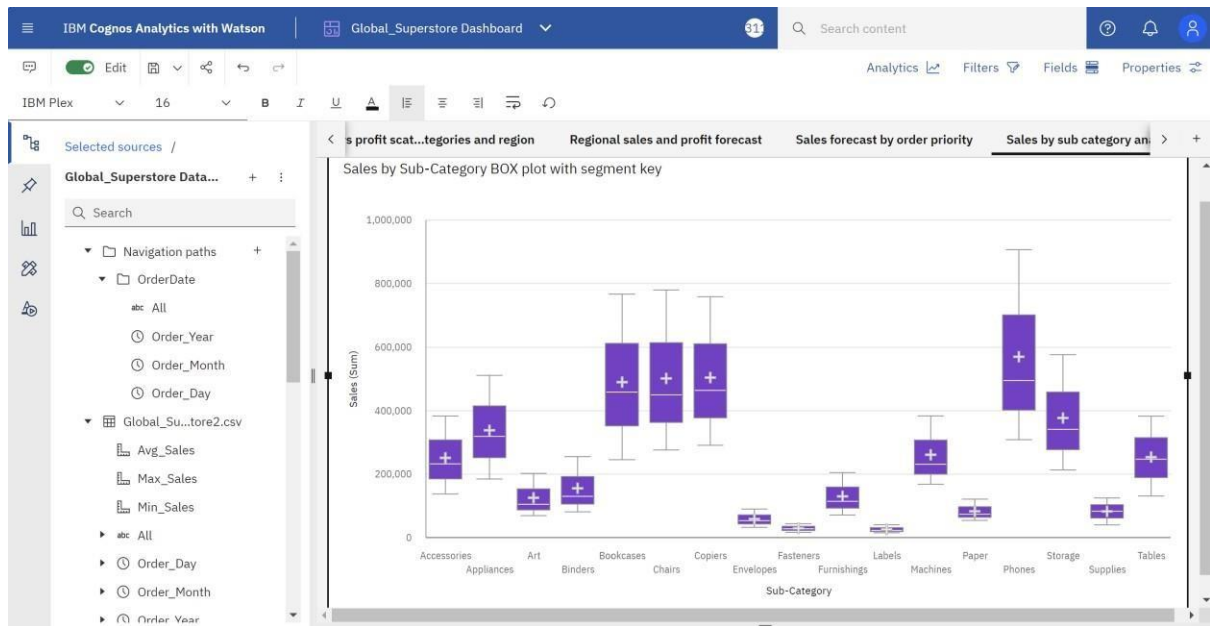 IBM Cognos Analytics with Watson
Global_Superstore Dashboard
Search content
Edit
Analytics
Filters
Fields
Properties
IBM Plex
16
B
I
U
A
Selected sources /
Global_Superstore Data...
+
Search
Navigation paths
+
OrderDate
abc All
Order_Year
Order_Month
Order_Day
Global_Su...tore2.csv
Avg_Sales
Max_Sales
Min_Sales
abc All
Order_Day
Order_Month
Order_Year
s profit scat...tegories and region
Regional sales and profit forecast
Sales forecast by order priority
Sales by sub category an
+
Sales by Sub-Category BOX plot with segment key
1,000,000
800,000
600,000
400,000
200,000
0
Sales (Sum)
Accessories
Appliances
Art
Binders
Bookcases
Chairs
Copiers
Envelopes
Fasteners
Furnishings
Labels
Machines
Paper
Phones
Storage
Supplies
Tables
Sub-Category